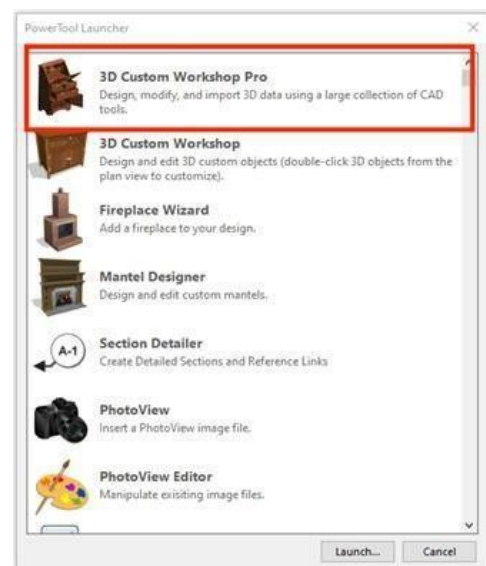 PowerTool Launcher
3D Custom Workshop Pro
Design, modify, and import 3D data using a large collection of CAD
tools.
3D Custom Workshop
Design and edit 3D custom objects (double-click 3D objects from the
plan view to customize).
Fireplace Wizard
Add a fireplace to your design.
Mantel Designer
Design and edit custom mantels.
A-1
Section Detailer
Create Detailed Sections and Reference Links
PhotoView
Insert a PhotoView image file.
PhotoView Editor
Manipulate exisiting image files.
Launch... Cancel